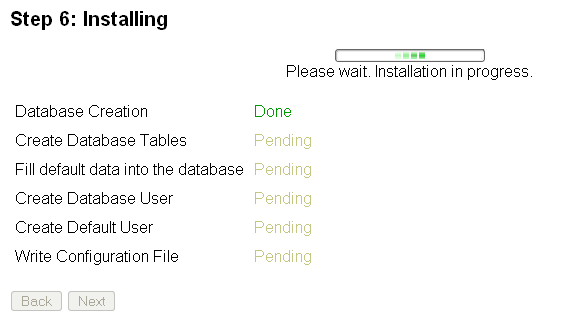 Step 6: Installing
Please wait. Installation in progress.
Database Creation Done
Create Database Tables Pending
Fill default data into the database Pending
Create Database User Pending
Create Default User Pending
Write Configuration File Pending
Back Next